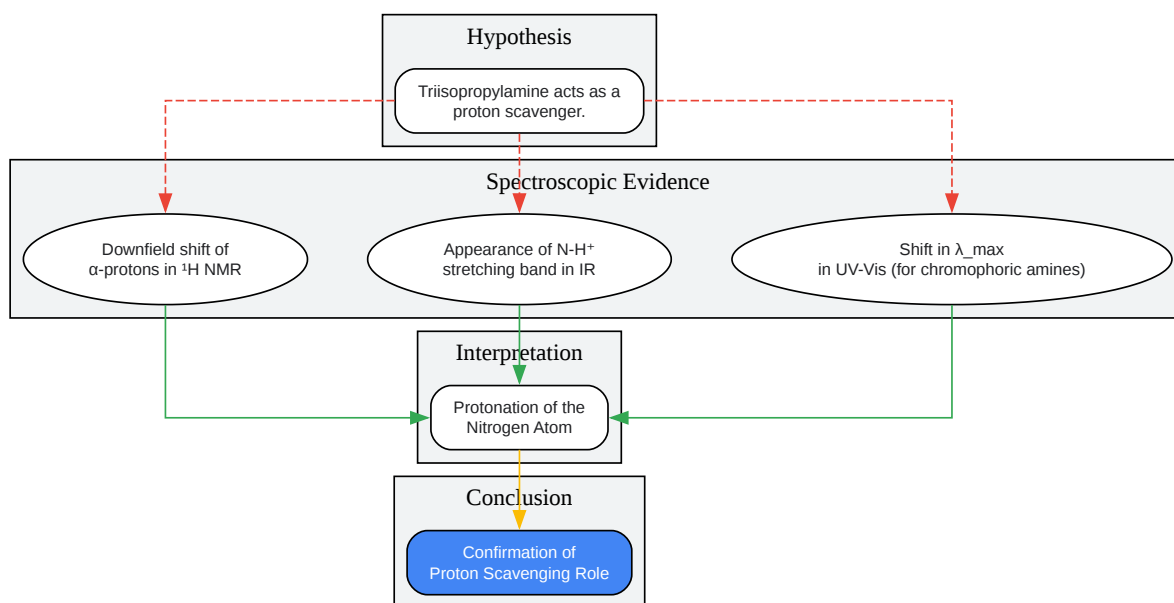 Hypothesis
Triisopropylamine acts as a
proton scavenger.
Spectroscopic Evidence
Downfield shift of
α-protons in ¹H NMR
Appearance of N-H⁺
stretching band in IR
Shift in λ_max
in UV-Vis (for chromophoric amines)
Interpretation
Protonation of the
Nitrogen Atom
Conclusion
Confirmation of
Proton Scavenging Role